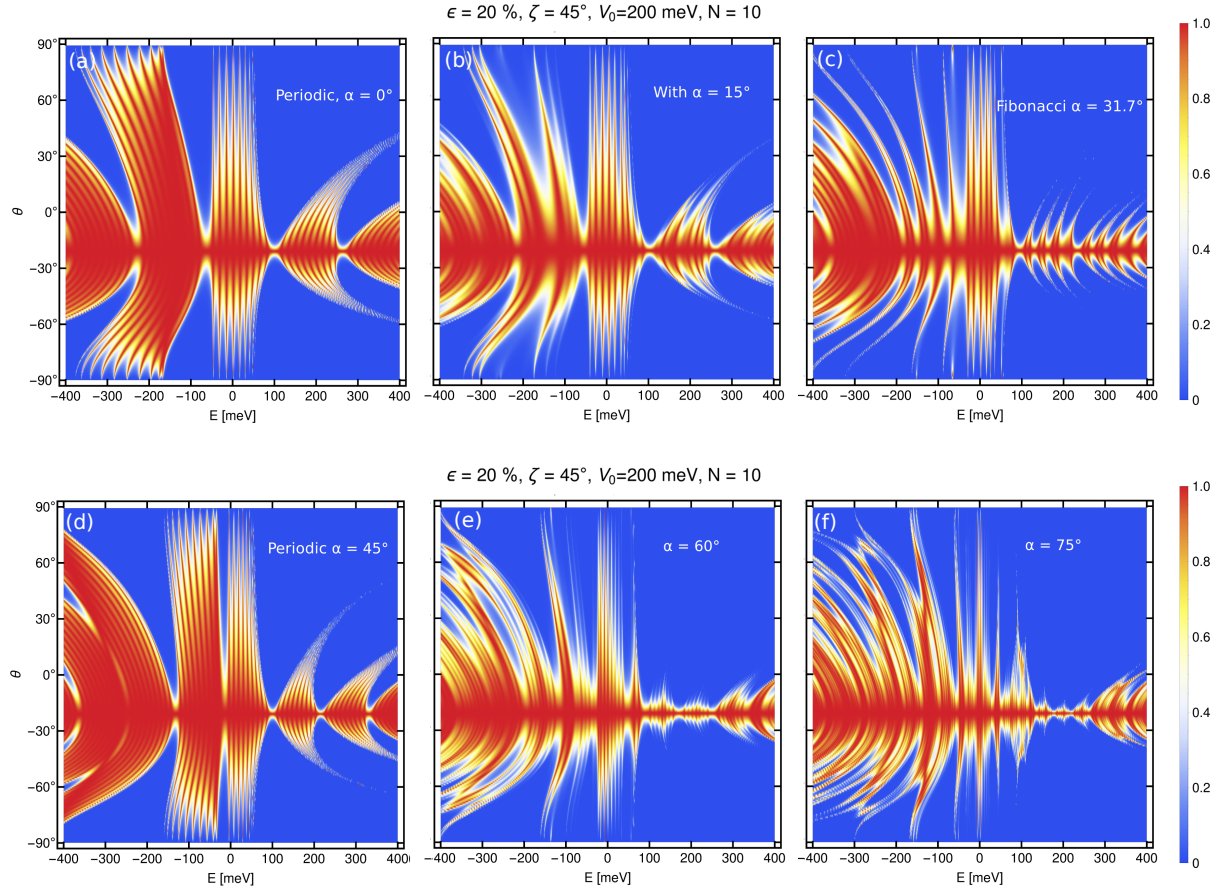 ϵ = 20 %, ζ = 45°, V₀=200 meV, N = 10
(a)
Periodic, α = 0°
(b)
With α = 15°
(c)
Fibonacci α = 31.7°
90°
60°
30°
0°
−30°
−60°
−90°
θ
−400 −300 −200 −100 0 100 200 300 400
E [meV]
−400 −300 −200 −100 0 100 200 300 400
E [meV]
−400 −300 −200 −100 0 100 200 300 400
E [meV]
1.0
0.8
0.6
0.4
0.2
0
ϵ = 20 %, ζ = 45°, V₀=200 meV, N = 10
(d)
Periodic α = 45°
(e)
α = 60°
(f)
α = 75°
90°
60°
30°
0°
−30°
−60°
−90°
θ
−400 −300 −200 −100 0 100 200 300 400
E [meV]
−400 −300 −200 −100 0 100 200 300 400
E [meV]
−400 −300 −200 −100 0 100 200 300 400
E [meV]
1.0
0.8
0.6
0.4
0.2
0